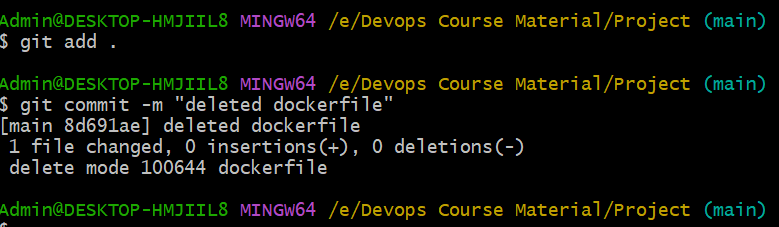 Admin@DESKTOP-HMJIIL8 MINGW64 /e/Devops Course Material/Project (main)
$ git add .
Admin@DESKTOP-HMJIIL8 MINGW64 /e/Devops Course Material/Project (main)
$ git commit -m "deleted dockerfile"
[main 8d691ae] deleted dockerfile
 1 file changed, 0 insertions(+), 0 deletions(-)
 delete mode 100644 dockerfile
Admin@DESKTOP-HMJIIL8 MINGW64 /e/Devops Course Material/Project (main)
$